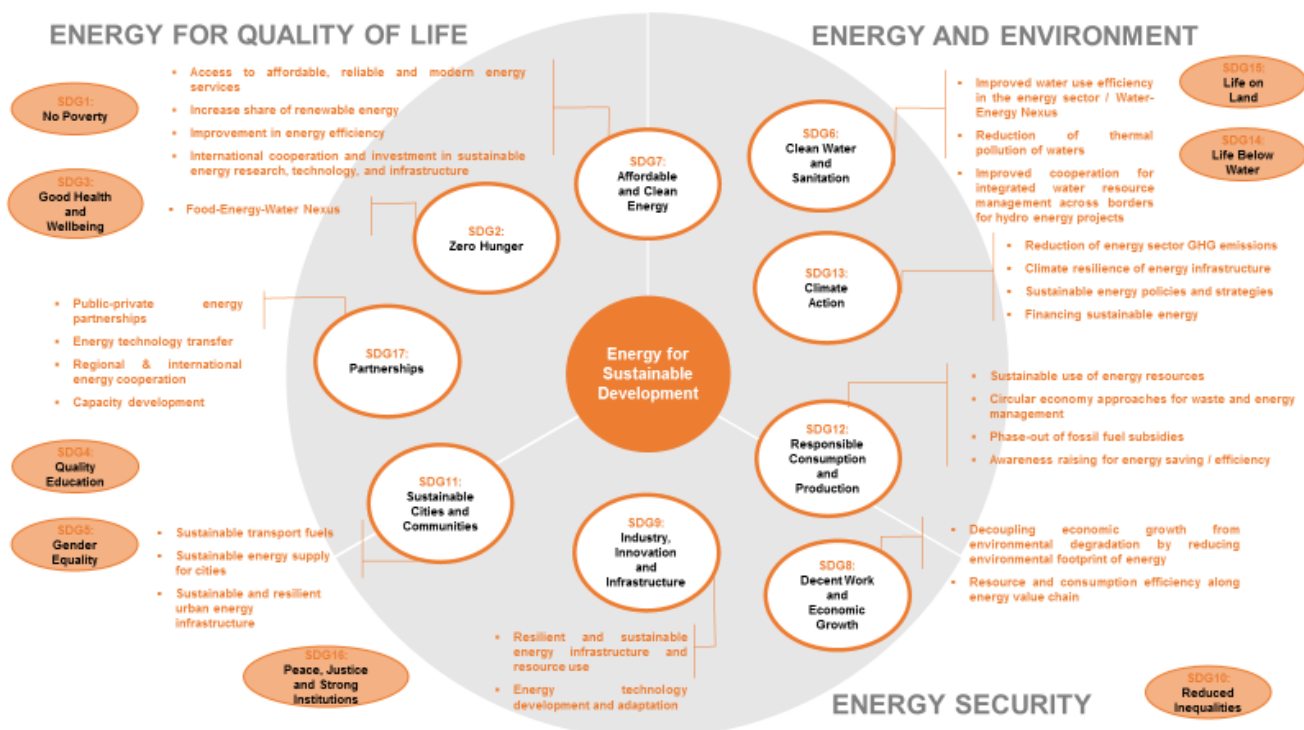 ENERGY FOR QUALITY OF LIFE
ENERGY AND ENVIRONMENT
SDG1:
No Poverty
SDG3:
Good Health
and
Wellbeing
▪ Access to affordable, reliable and modern energy
services
▪ Increase share of renewable energy
▪ Improvement in energy efficiency
▪ International cooperation and investment in sustainable
energy research, technology, and infrastructure
SDG7:
Affordable
and Clean
Energy
▪ Food-Energy-Water Nexus
SDG2:
Zero Hunger
SDG6:
Clean Water
and
Sanitation
▪ Improved water use efficiency
in the energy sector / Water-
Energy Nexus
▪ Reduction of thermal
pollution of waters
▪ Improved cooperation for
integrated water resource
management across borders
for hydro energy projects
SDG15:
Life on
Land
SDG14:
Life Below
Water
SDG13:
Climate
Action
▪ Reduction of energy sector GHG emissions
▪ Climate resilience of energy infrastructure
▪ Sustainable energy policies and strategies
▪ Financing sustainable energy
▪ Public-private energy
partnerships
▪ Energy technology transfer
▪ Regional & international
energy cooperation
▪ Capacity development
SDG17:
Partnerships
Energy for
Sustainable
Development
SDG12:
Responsible
Consumption
and
Production
▪ Sustainable use of energy resources
▪ Circular economy approaches for waste and energy
management
▪ Phase-out of fossil fuel subsidies
▪ Awareness raising for energy saving / efficiency
SDG4:
Quality
Education
SDG5:
Gender
Equality
▪ Sustainable transport fuels
▪ Sustainable energy supply
for cities
▪ Sustainable and resilient
urban energy
infrastructure
SDG11:
Sustainable
Cities and
Communities
SDG9:
Industry,
Innovation
and
Infrastructure
▪ Resilient and sustainable
energy infrastructure and
resource use
▪ Energy technology
development and adaptation
SDG8:
Decent Work
and
Economic
Growth
▪ Decoupling economic growth from
environmental degradation by reducing
environmental footprint of energy
▪ Resource and consumption efficiency along
energy value chain
SDG16:
Peace, Justice
and Strong
Institutions
ENERGY SECURITY
SDG10:
Reduced
Inequalities